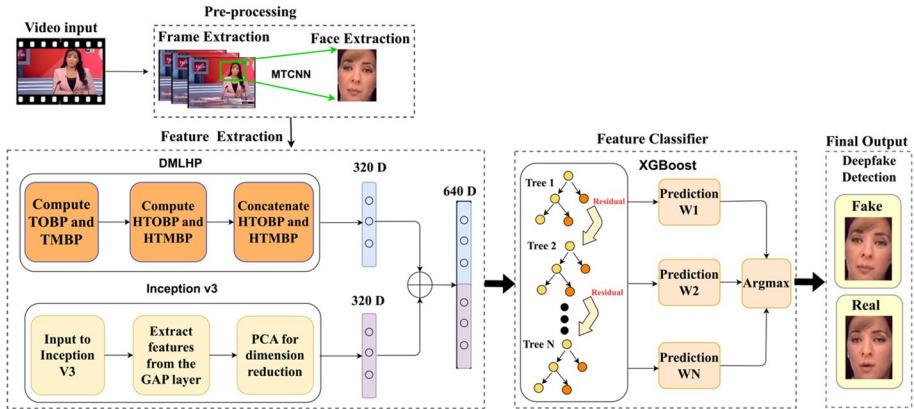 Pre-processing
Video input
Frame Extraction
Face Extraction
MTCNN
Feature Extraction
DMLHP
Compute
TOBP and
TMBP
Compute
HTOBP and
HTMBP
Concatenate
HTOBP and
HTMBP
320 D
640 D
Inception v3
Input to
Inception
V3
Extract
features
from the
GAP layer
PCA for
dimension
reduction
320 D
Feature Classifier
XGBoost
Tree 1
Residual
Tree 2
Residual
Tree N
Prediction
W1
Prediction
W2
Prediction
WN
Argmax
Final Output
Deepfake
Detection
Fake
Real